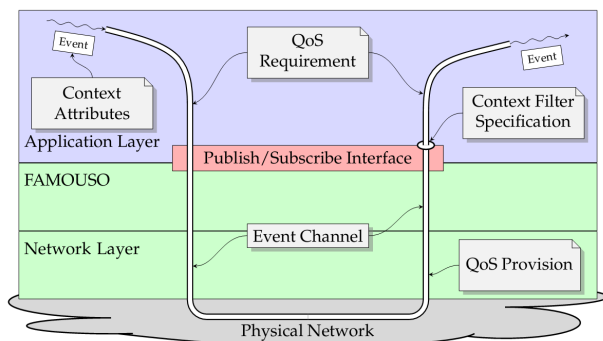 Event
QoS
Requirement
Event
Context
Attributes
Context Filter
Specification
Application Layer
Publish/Subscribe Interface
FAMOUSO
Event Channel
Network Layer
QoS Provision
Physical Network